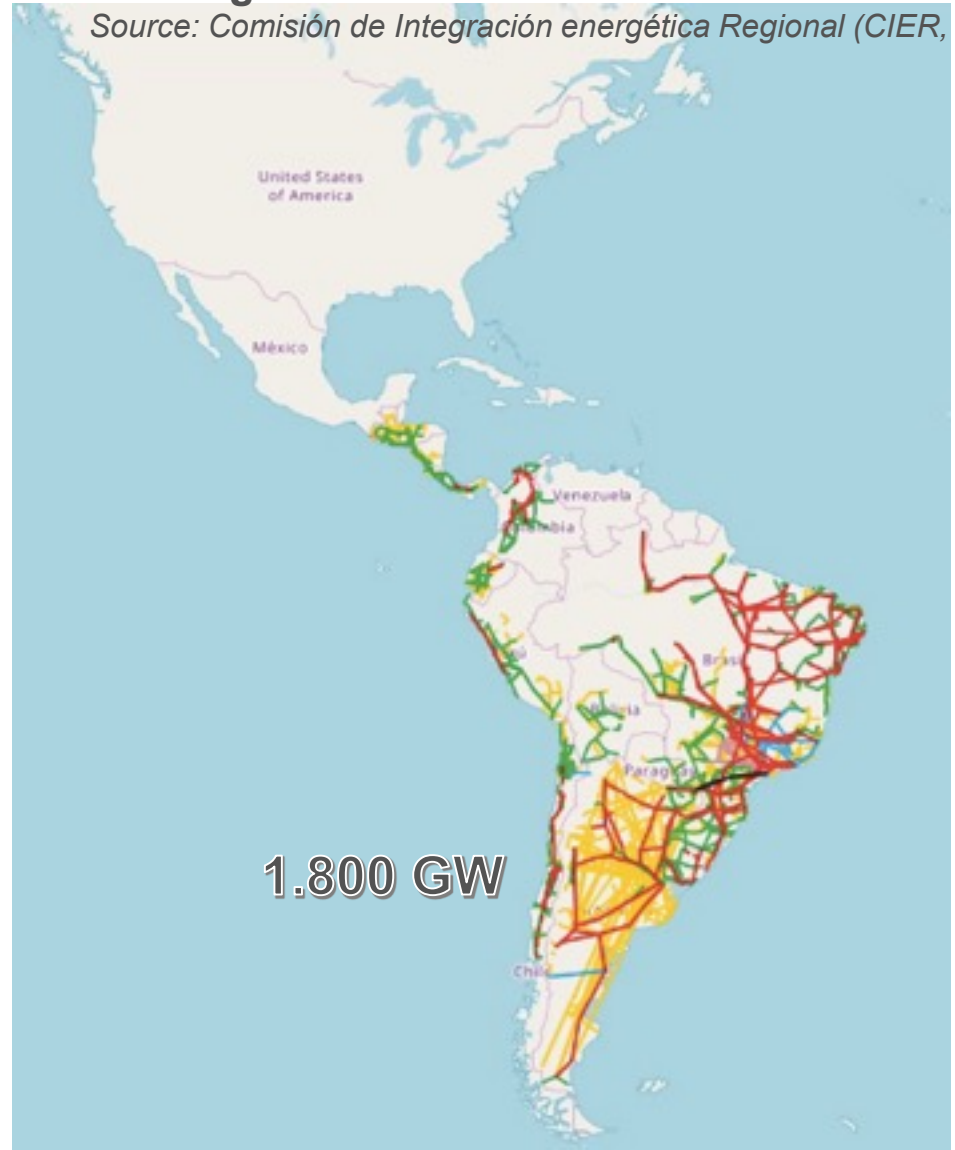 Source: Comisión de Integración energética Regional (CIER,
United States
of America
México
Venezuela
Colombia
Brasil
Bolivia
Paraguay
1.800 GW
Chile